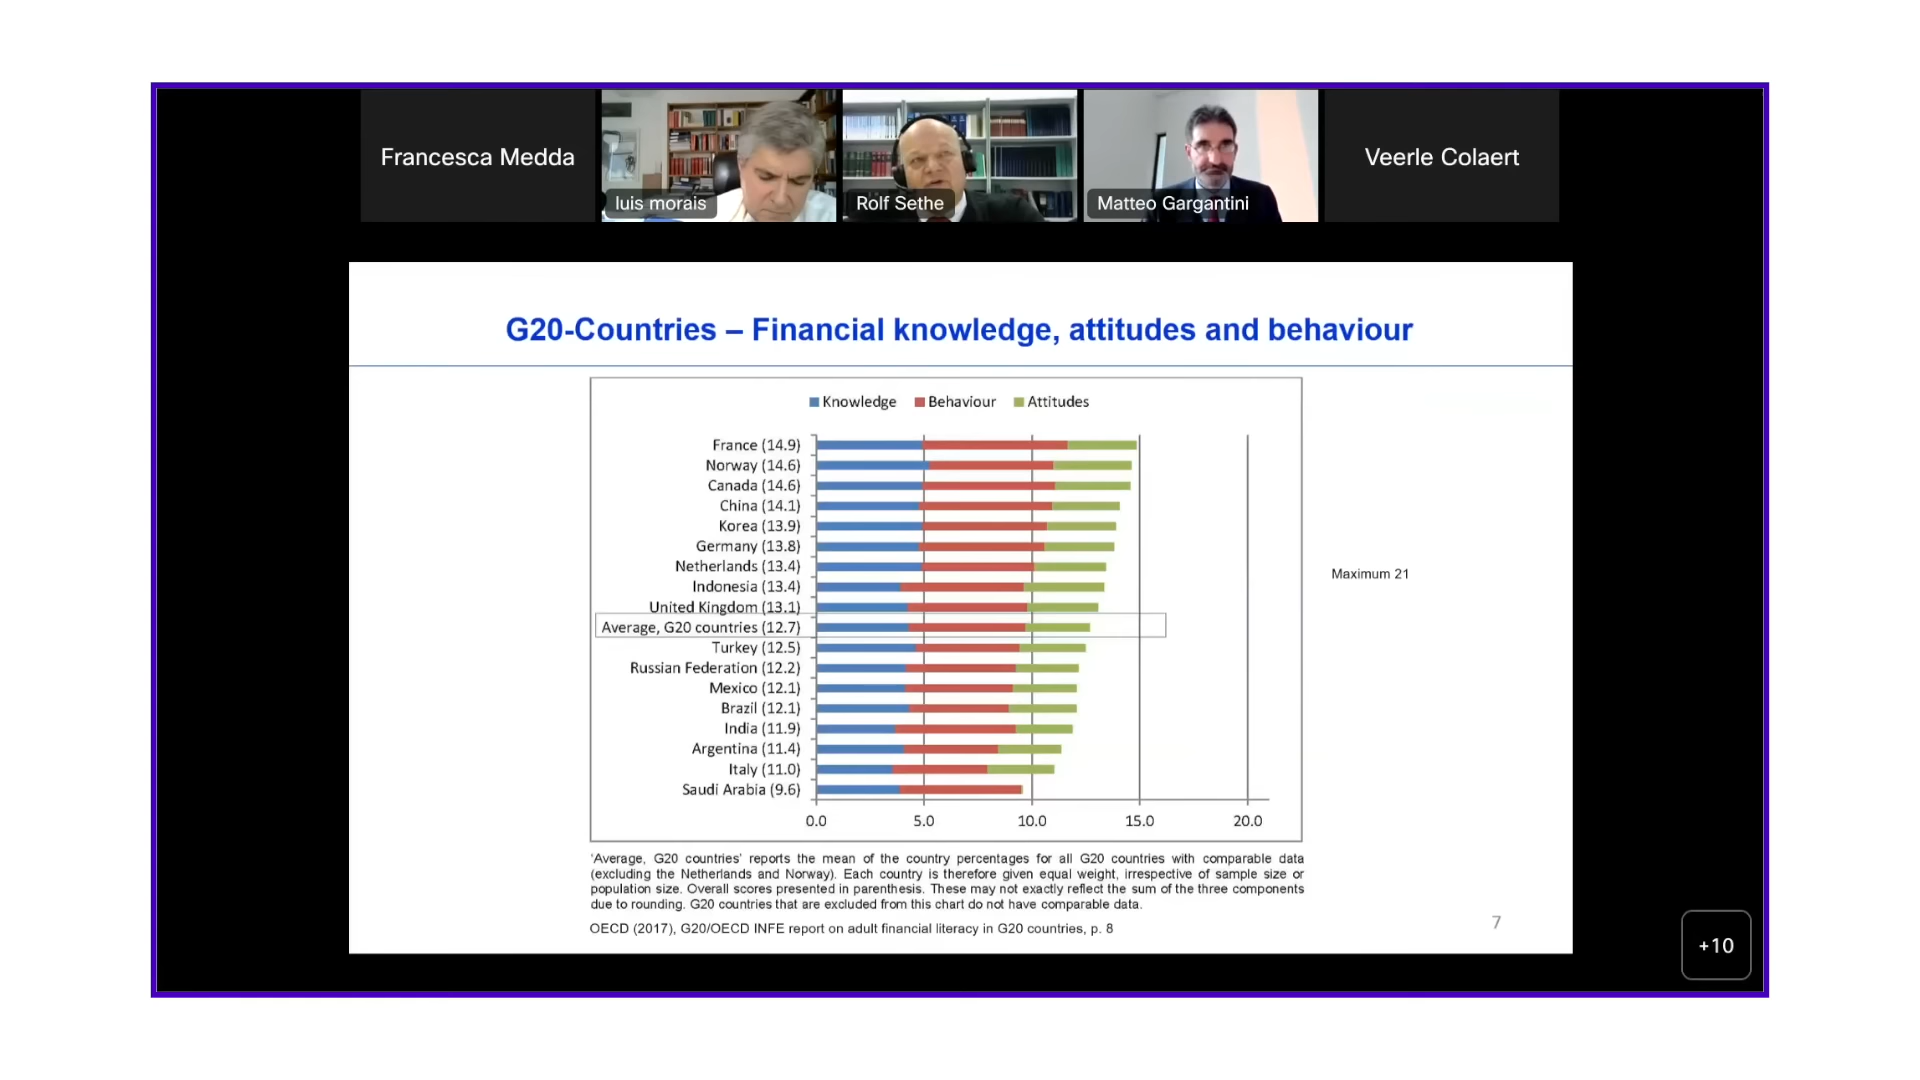 Francesca Medda
luis morais
Rolf Sethe
Matteo Gargantini
Veerle Colaert
G20-Countries – Financial knowledge, attitudes and behaviour
Knowledge Behaviour Attitudes
France (14.9)
Norway (14.6)
Canada (14.6)
China (14.1)
Korea (13.9)
Germany (13.8)
Netherlands (13.4)
Indonesia (13.4)
United Kingdom (13.1)
Average, G20 countries (12.7)
Turkey (12.5)
Russian Federation (12.2)
Mexico (12.1)
Brazil (12.1)
India (11.9)
Argentina (11.4)
Italy (11.0)
Saudi Arabia (9.6)
0.0 5.0 10.0 15.0 20.0
Maximum 21
'Average, G20 countries' reports the mean of the country percentages for all G20 countries with comparable data
(excluding the Netherlands and Norway). Each country is therefore given equal weight, irrespective of sample size or
population size. Overall scores presented in parenthesis. These may not exactly reflect the sum of the three components
due to rounding. G20 countries that are excluded from this chart do not have comparable data.
OECD (2017), G20/OECD INFE report on adult financial literacy in G20 countries, p. 8
7
+10